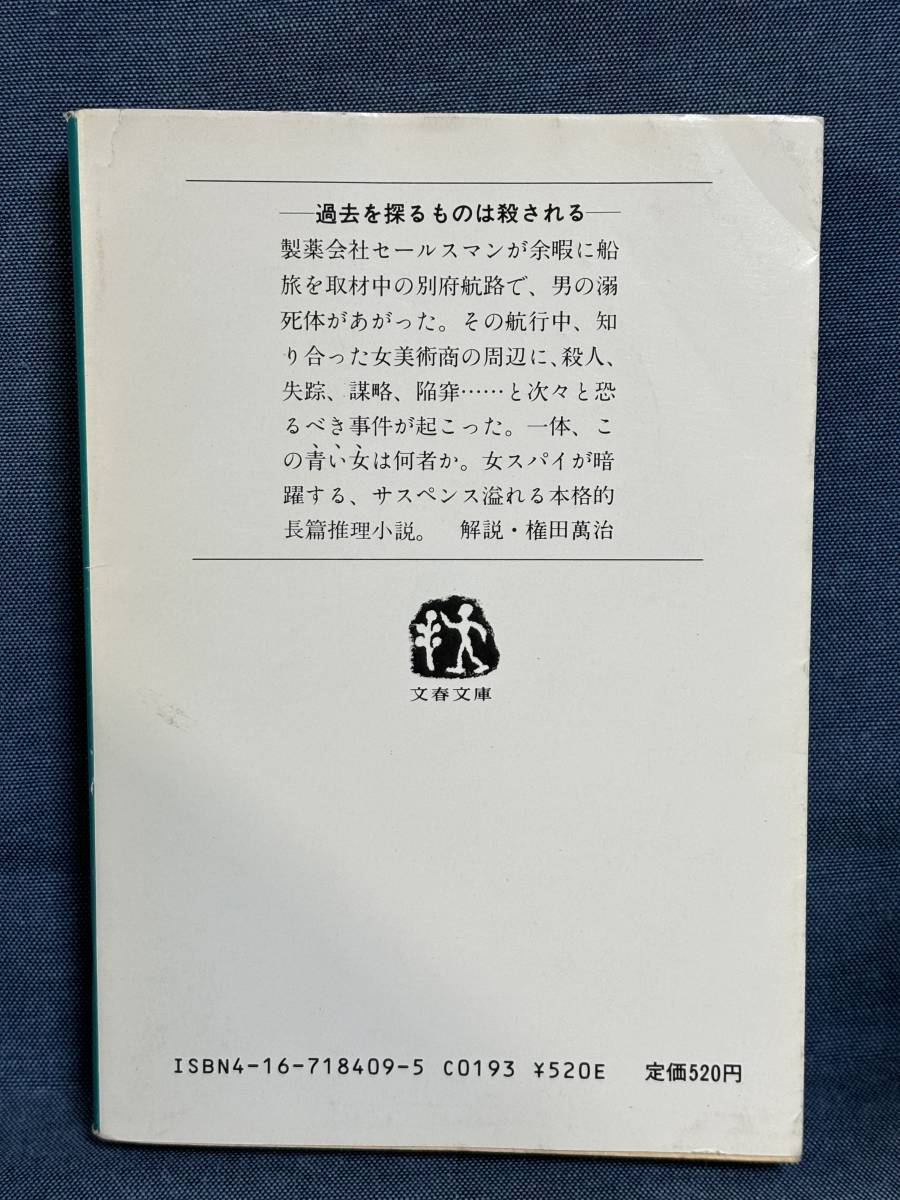 ―過去を探るものは殺される―
製薬会社セールスマンが余暇に船
旅を取材中の別府航路で、男の溺
死体があがった。その航行中、知
り合った女美術商の周辺に、殺人、
失踪、謀略、陥穽……と次々と恐
るべき事件が起こった。一体、こ
の青い女は何者か。女スパイが暗
躍する、サスペンス溢れる本格的
長篇推理小説。　解説・権田萬治
文春文庫
ISBN4-16-718409-5 C0193 ¥520E 定価520円